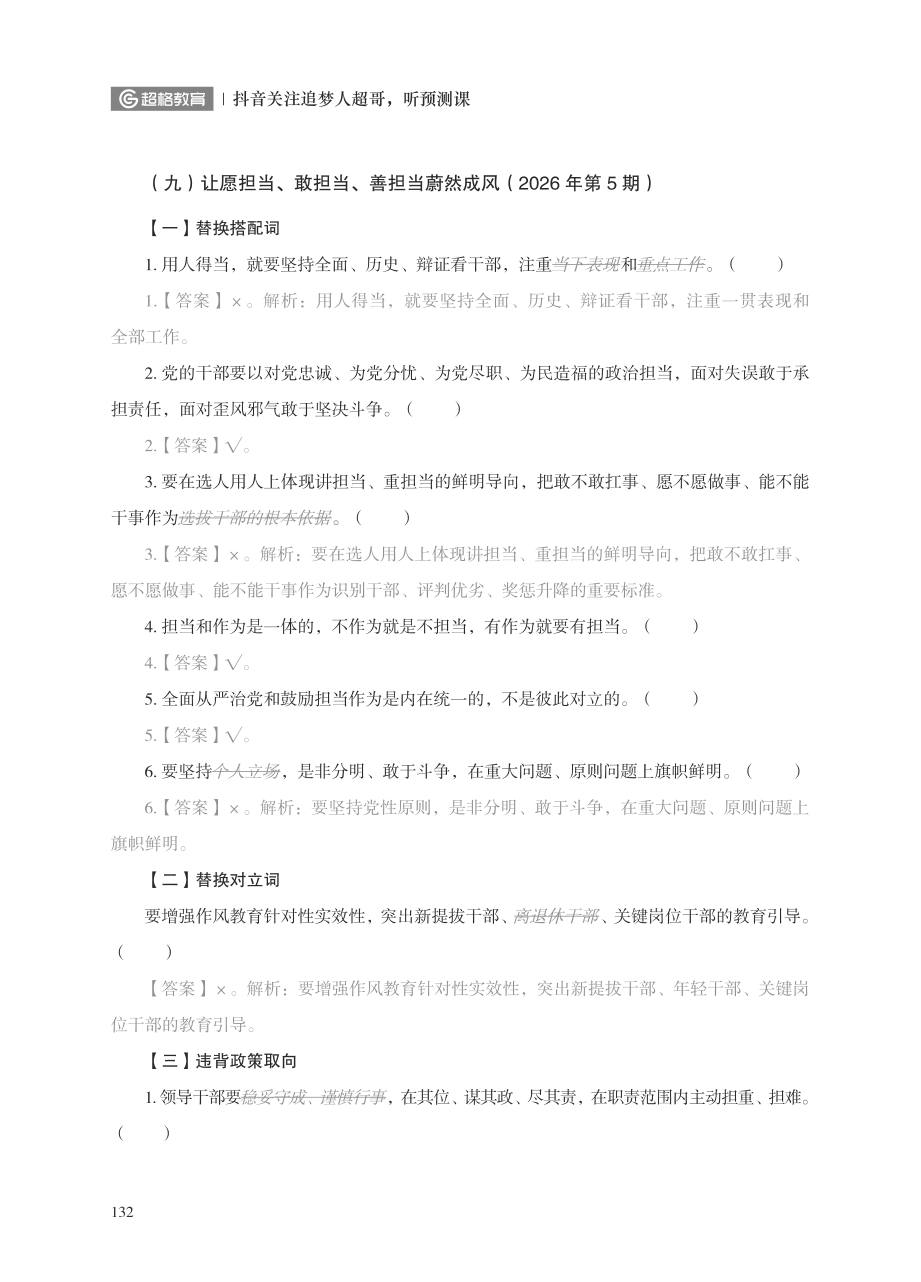 超格教育 | 抖音关注追梦人超哥，听预测课
（九）让愿担当、敢担当、善担当蔚然成风（2026 年第 5 期）
【一】替换搭配词
1. 用人得当，就要坚持全面、历史、辩证看干部，注重当下表现和重点工作。（　　）
1.【答案】×。解析：用人得当，就要坚持全面、历史、辩证看干部，注重一贯表现和
全部工作。
2. 党的干部要以对党忠诚、为党分忧、为党尽职、为民造福的政治担当，面对失误敢于承
担责任，面对歪风邪气敢于坚决斗争。（　　）
2.【答案】√。
3. 要在选人用人上体现讲担当、重担当的鲜明导向，把敢不敢扛事、愿不愿做事、能不能
干事作为选拔干部的根本依据。（　　）
3.【答案】×。解析：要在选人用人上体现讲担当、重担当的鲜明导向，把敢不敢扛事、
愿不愿做事、能不能干事作为识别干部、评判优劣、奖惩升降的重要标准。
4. 担当和作为是一体的，不作为就是不担当，有作为就要有担当。（　　）
4.【答案】√。
5. 全面从严治党和鼓励担当作为是内在统一的，不是彼此对立的。（　　）
5.【答案】√。
6. 要坚持个人立场，是非分明、敢于斗争，在重大问题、原则问题上旗帜鲜明。（　　）
6.【答案】×。解析：要坚持党性原则，是非分明、敢于斗争，在重大问题、原则问题上
旗帜鲜明。
【二】替换对立词
要增强作风教育针对性实效性，突出新提拔干部、离退休干部、关键岗位干部的教育引导。
（　　）
【答案】×。解析：要增强作风教育针对性实效性，突出新提拔干部、年轻干部、关键岗
位干部的教育引导。
【三】违背政策取向
1. 领导干部要稳妥守成、谨慎行事，在其位、谋其政、尽其责，在职责范围内主动担重、担难。
（　　）
132